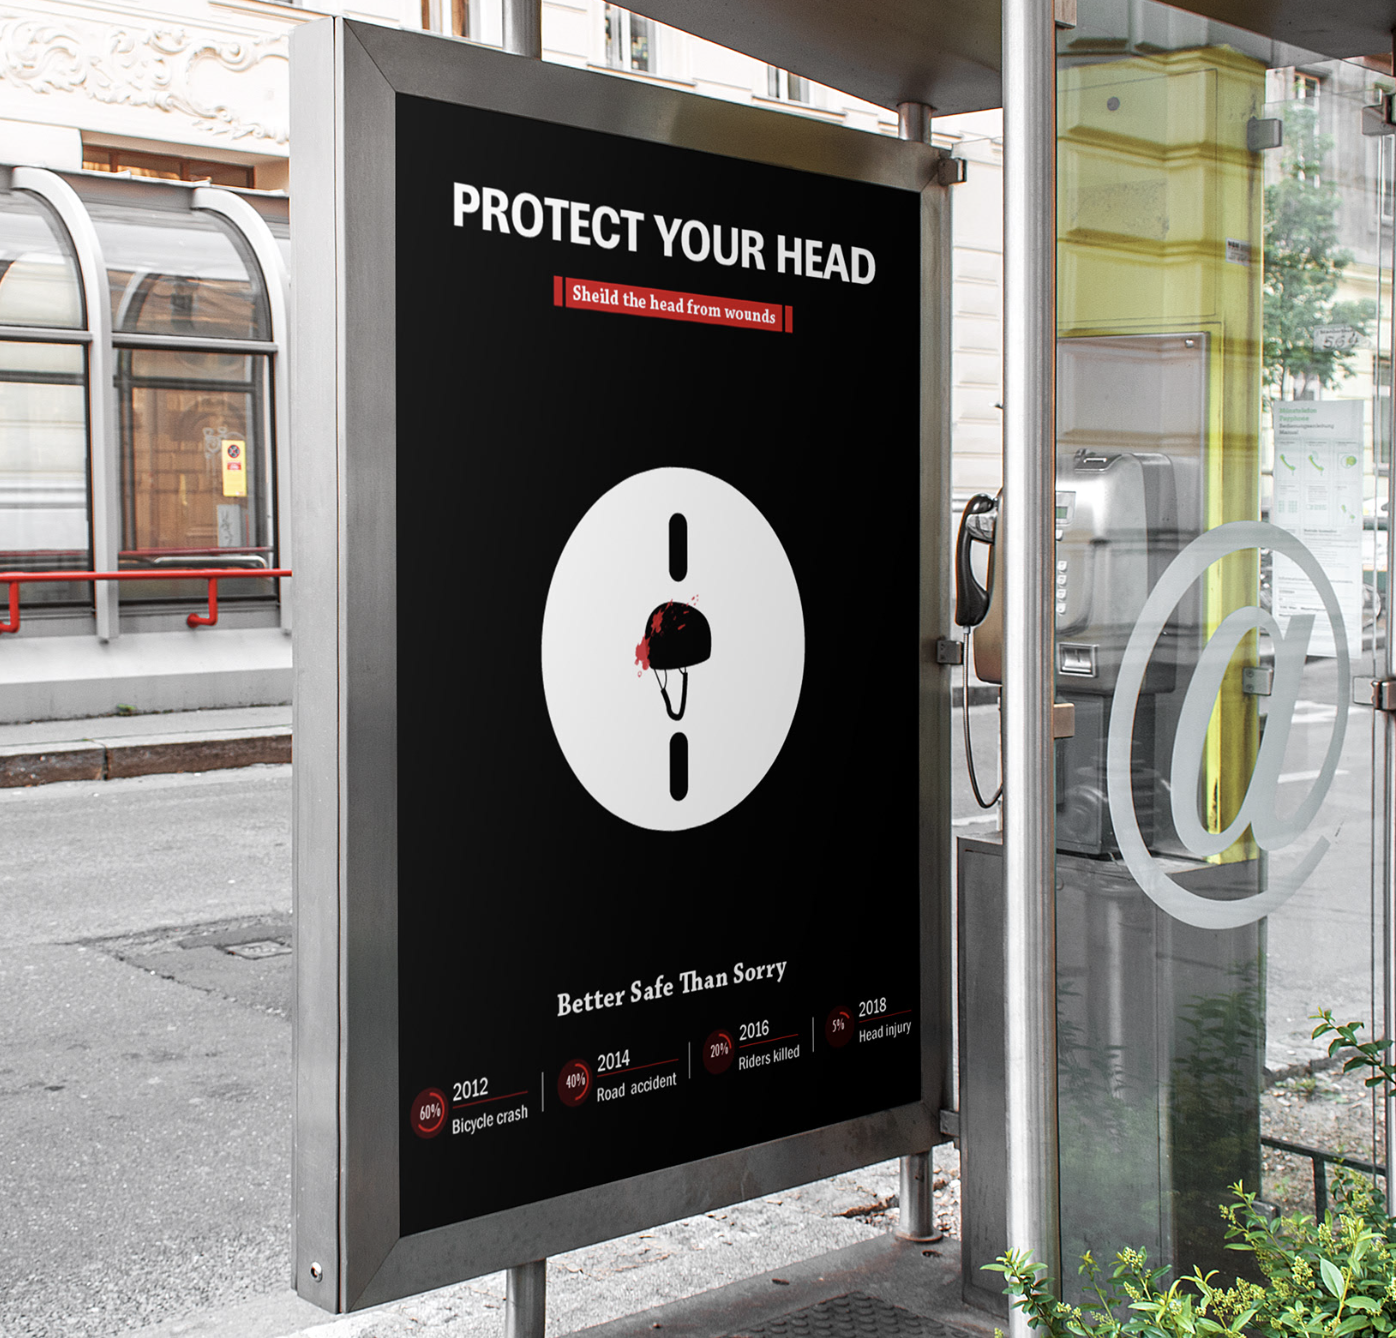 PROTECT YOUR HEAD
Sheild the head from wounds
Better Safe Than Sorry
60%
2012
Bicycle crash
40%
2014
Road accident
20%
2016
Riders killed
5%
2018
Head injury
@